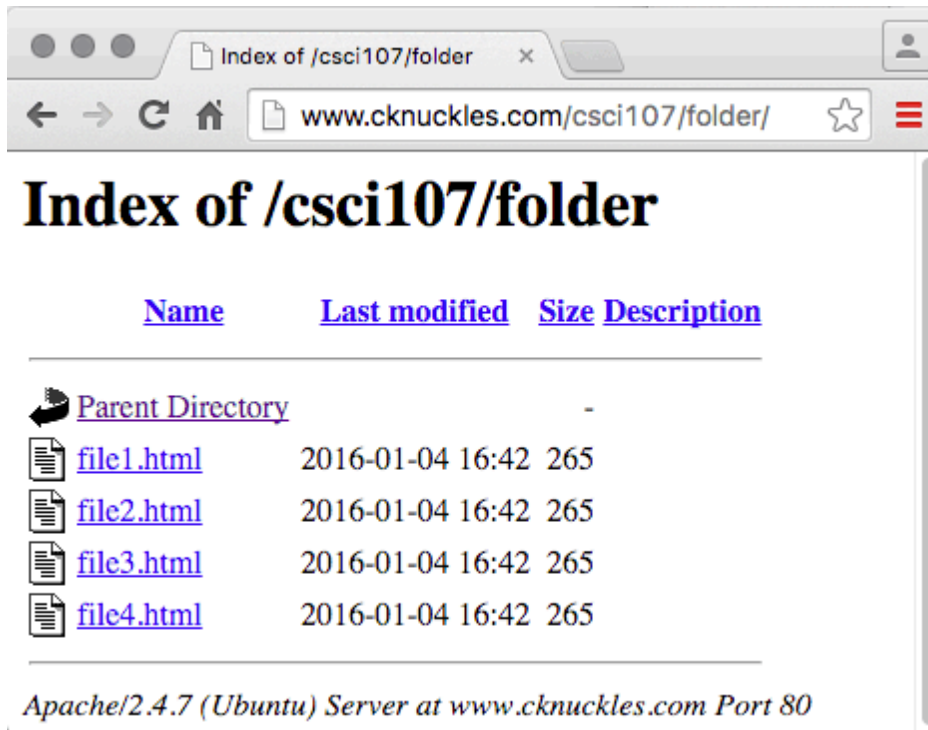 Index of /csci107/folder
www.cknuckles.com/csci107/folder/
Index of /csci107/folder
Name Last modified Size Description
Parent Directory -
file1.html 2016-01-04 16:42 265
file2.html 2016-01-04 16:42 265
file3.html 2016-01-04 16:42 265
file4.html 2016-01-04 16:42 265
Apache/2.4.7 (Ubuntu) Server at www.cknuckles.com Port 80